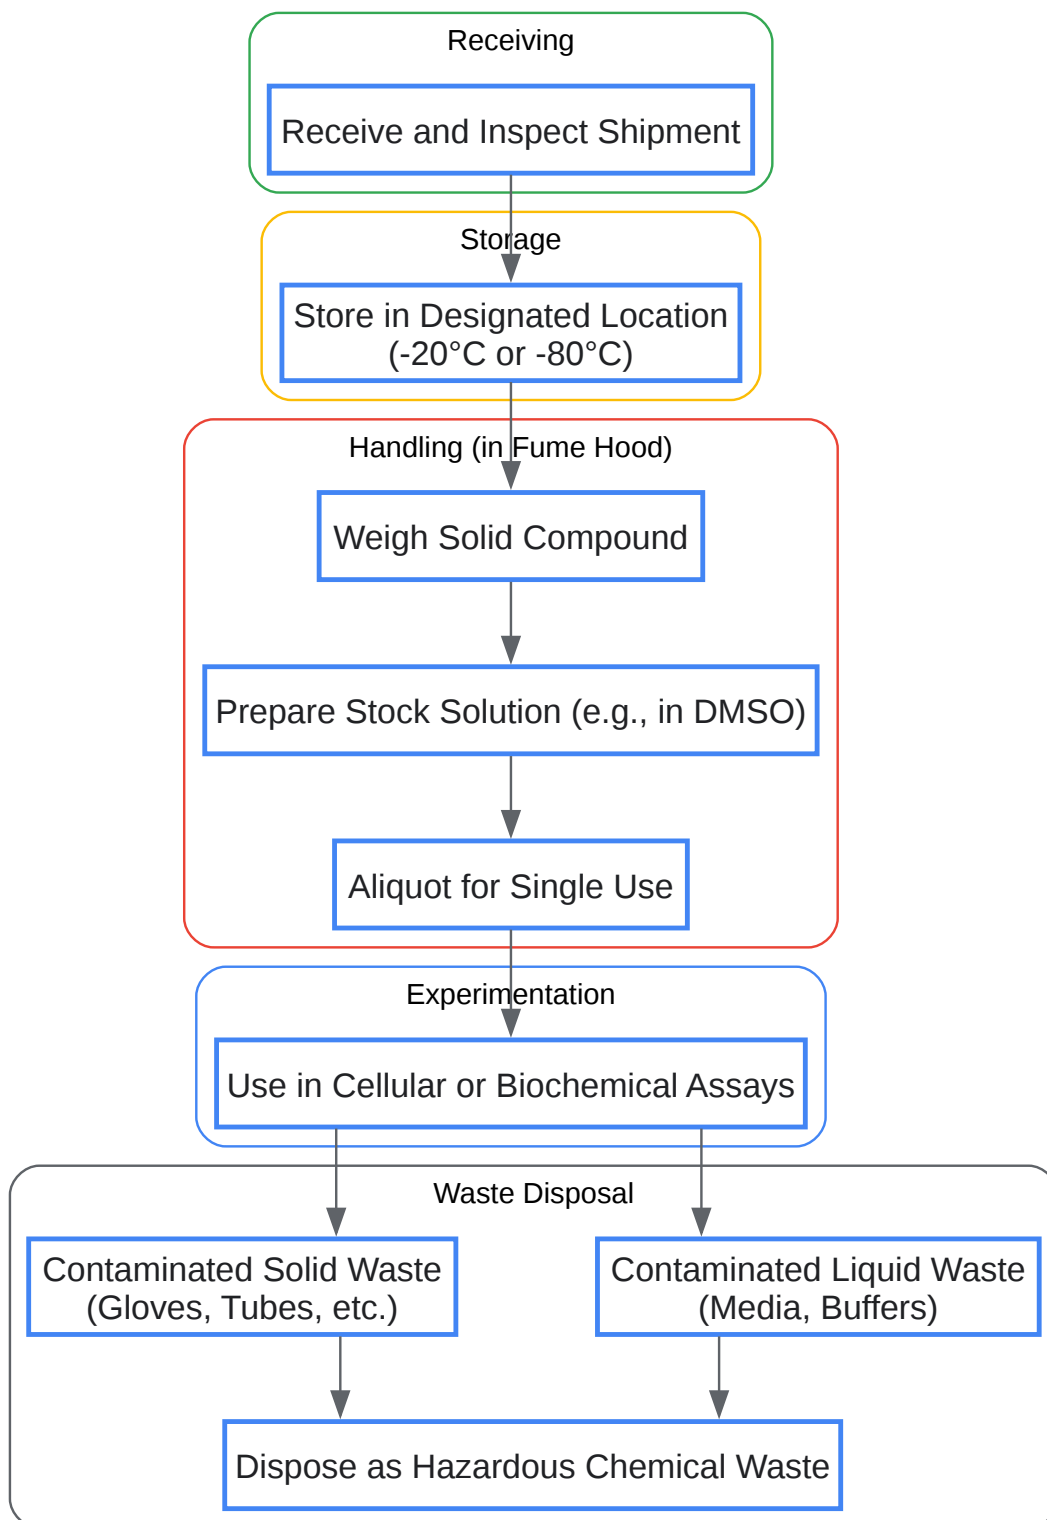 Receiving
Receive and Inspect Shipment
Storage
Store in Designated Location
(-20°C or -80°C)
Handling (in Fume Hood)
Weigh Solid Compound
Prepare Stock Solution (e.g., in DMSO)
Aliquot for Single Use
Experimentation
Use in Cellular or Biochemical Assays
Waste Disposal
Contaminated Solid Waste
(Gloves, Tubes, etc.)
Contaminated Liquid Waste
(Media, Buffers)
Dispose as Hazardous Chemical Waste